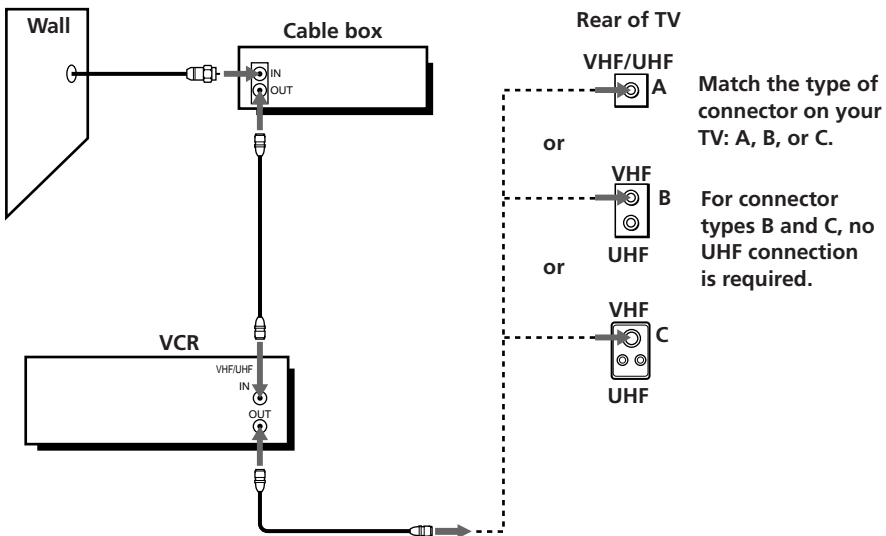 Wall
Cable box
IN
OUT
VCR
VHF/UHF
IN
OUT
Rear of TV
VHF/UHF
A
or
VHF
B
UHF
or
VHF
C
UHF
Match the type of
connector on your
TV: A, B, or C.
For connector
types B and C, no
UHF connection
is required.